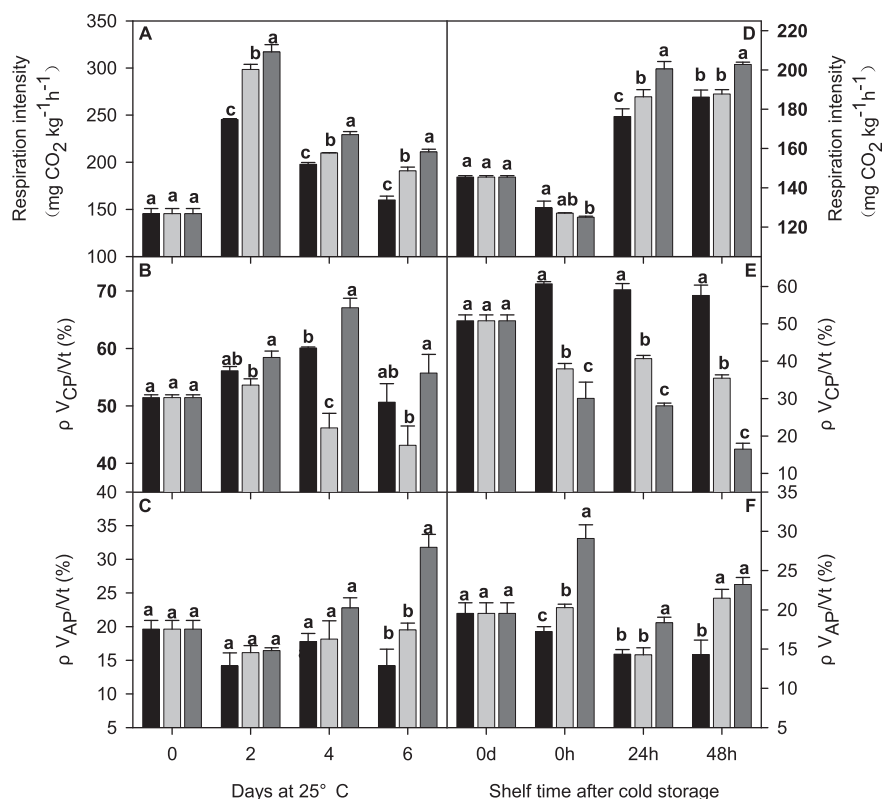 350
300
250
200
150
100
Respiration intensity
(mg CO2 kg-1h-1)
A
a a a
c b a
c b a
c b a
D
a a a
a ab b
c b a
b b a
220
200
180
160
140
120
Respiration intensity
(mg CO2 kg-1h-1)
70
60
50
40
40
ρ VCP/Vt (%)
B
a a a
ab b a
b c a
ab b a
E
a a a
a b c
a b c
a b c
60
50
40
30
20
10
35
ρ VCP/Vt (%)
35
30
25
20
15
10
5
ρ VAP/Vt (%)
C
a a a
a a a
a a a
b b a
F
a a a
c b a
b b a
b a a
30
25
20
15
10
5
ρ VAP/Vt (%)
0 2 4 6 0d 0h 24h 48h
Days at 25° C Shelf time after cold storage